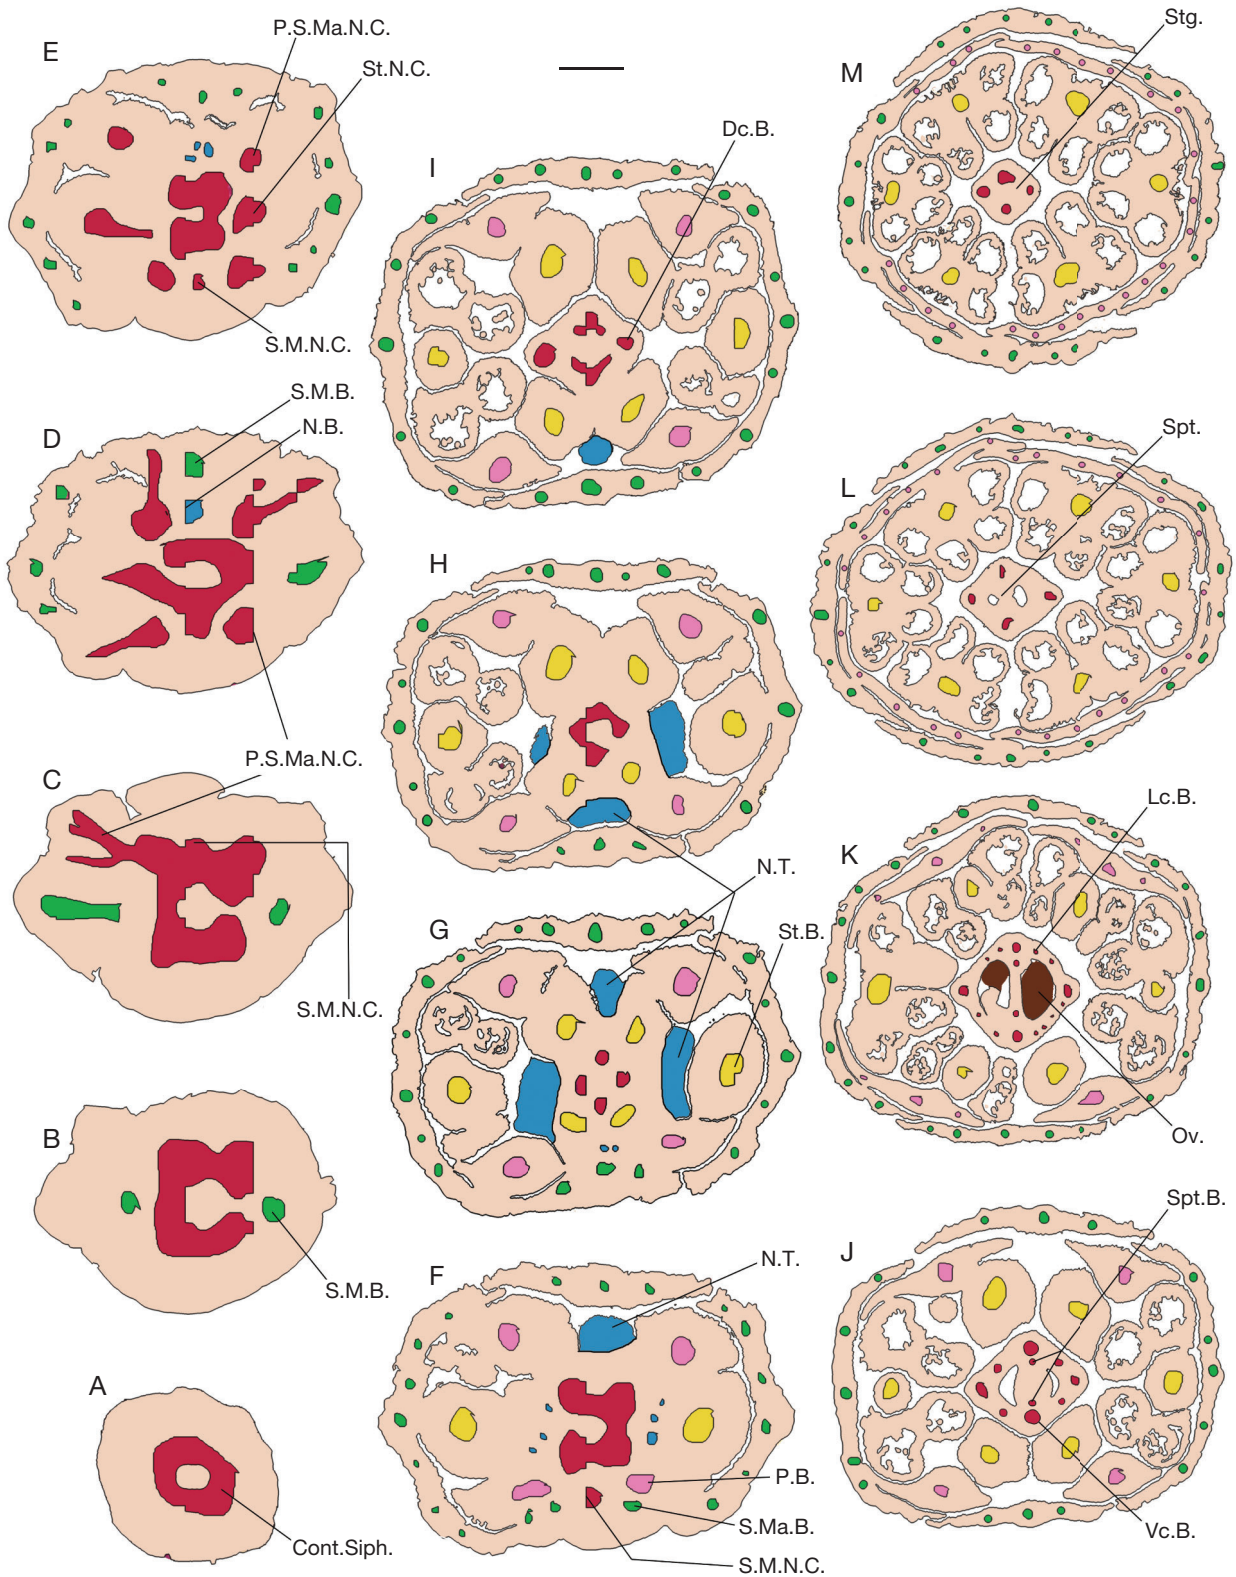 E
P.S.Ma.N.C.
St.N.C.
S.M.N.C.
D
S.M.B.
N.B.
P.S.Ma.N.C.
C
S.M.N.C.
B
S.M.B.
A
Cont.Siph.
I
Dc.B.
H
N.T.
G
St.B.
F
N.T.
P.B.
S.Ma.B.
S.M.N.C.
M
Stg.
L
Spt.
K
Lc.B.
Ov.
J
Spt.B.
Vc.B.